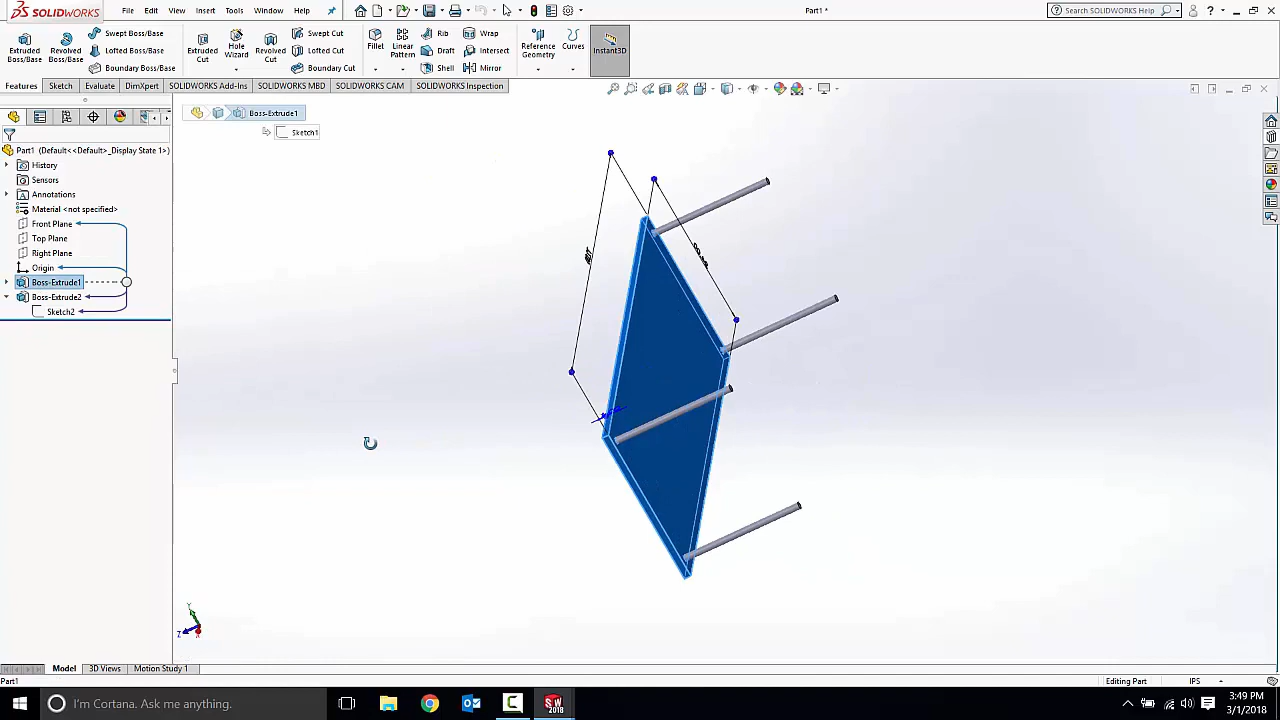 SOLIDWORKS File Edit View Insert Tools Window Help Part1 * Search SOLIDWORKS Help
Extruded Boss/Base Revolved Boss/Base Swept Boss/Base Lofted Boss/Base Boundary Boss/Base Extruded Cut Hole Wizard Revolved Cut Swept Cut Lofted Cut Boundary Cut Fillet Linear Pattern Rib Draft Shell Wrap Intersect Mirror Reference Geometry Curves Instant3D
Features Sketch Evaluate DimXpert SOLIDWORKS Add-Ins SOLIDWORKS MBD SOLIDWORKS CAM SOLIDWORKS Inspection
Boss-Extrude1
Sketch1
Part1 (Default<<Default>_Display State 1>)
History
Sensors
Annotations
Material <not specified>
Front Plane
Top Plane
Right Plane
Origin
Boss-Extrude1
Boss-Extrude2
Sketch2
Y
Z
X
Model 3D Views Motion Study 1
Part1 Editing Part IPS
I'm Cortana. Ask me anything.
SW
2018
3:49 PM
3/1/2018